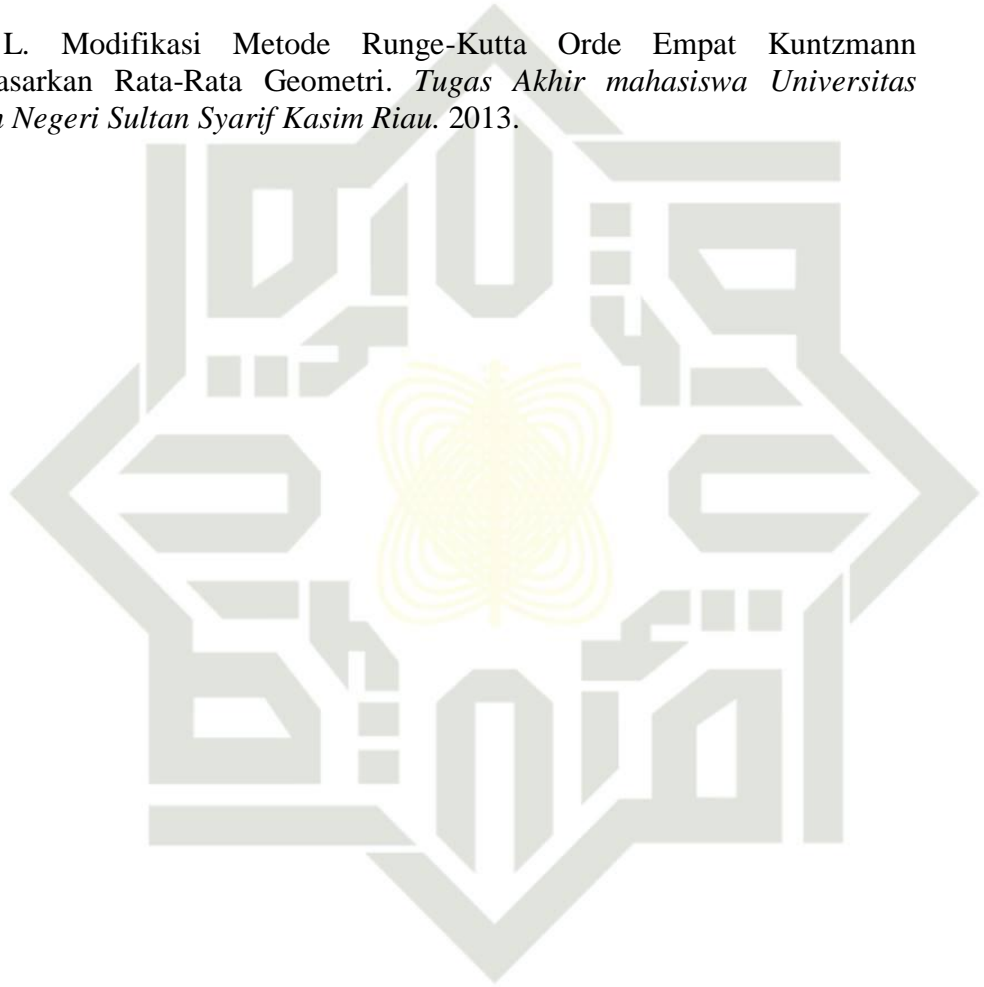 L. Modifikasi Metode Runge-Kutta Orde Empat Kuntzmann
asarkan Rata-Rata Geometri. Tugas Akhir mahasiswa Universitas
Negeri Sultan Syarif Kasim Riau. 2013.